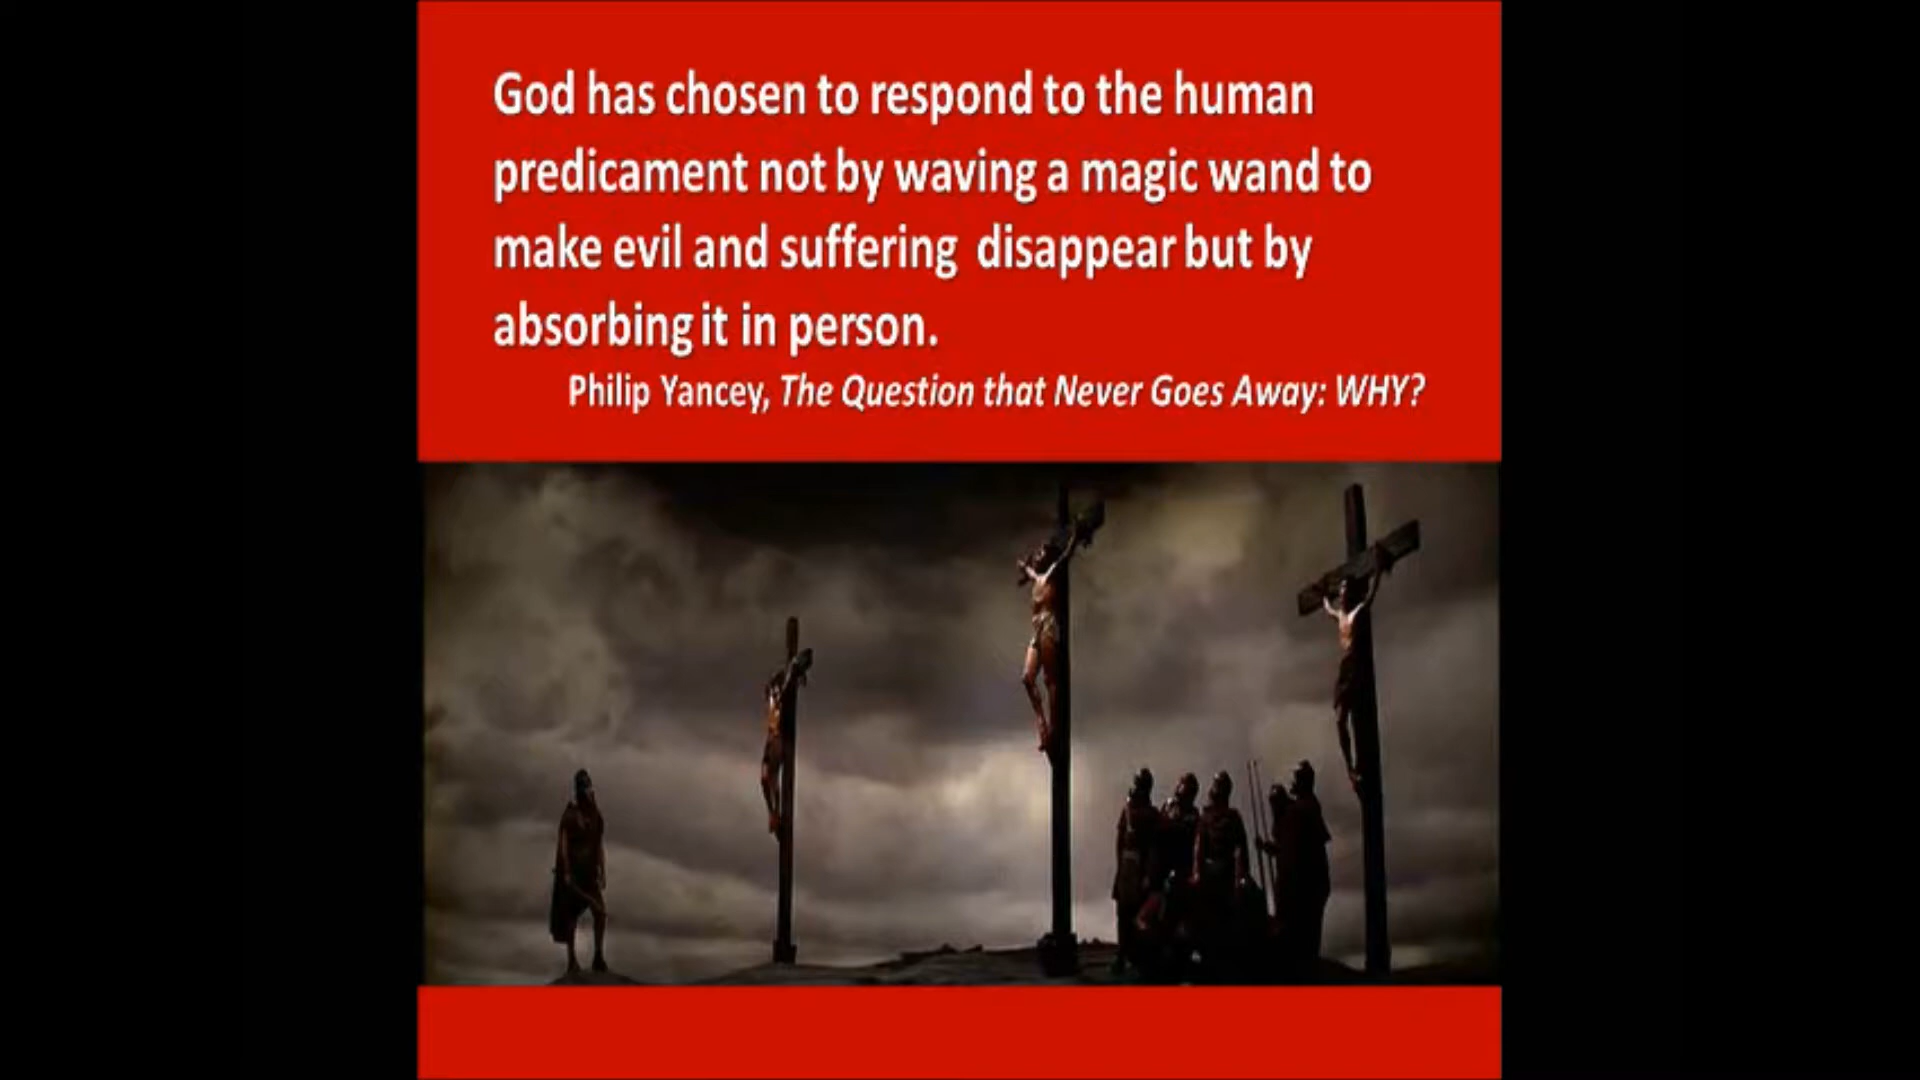 God has chosen to respond to the human
predicament not by waving a magic wand to
make evil and suffering disappear but by
absorbing it in person.
Philip Yancey, The Question that Never Goes Away: WHY?